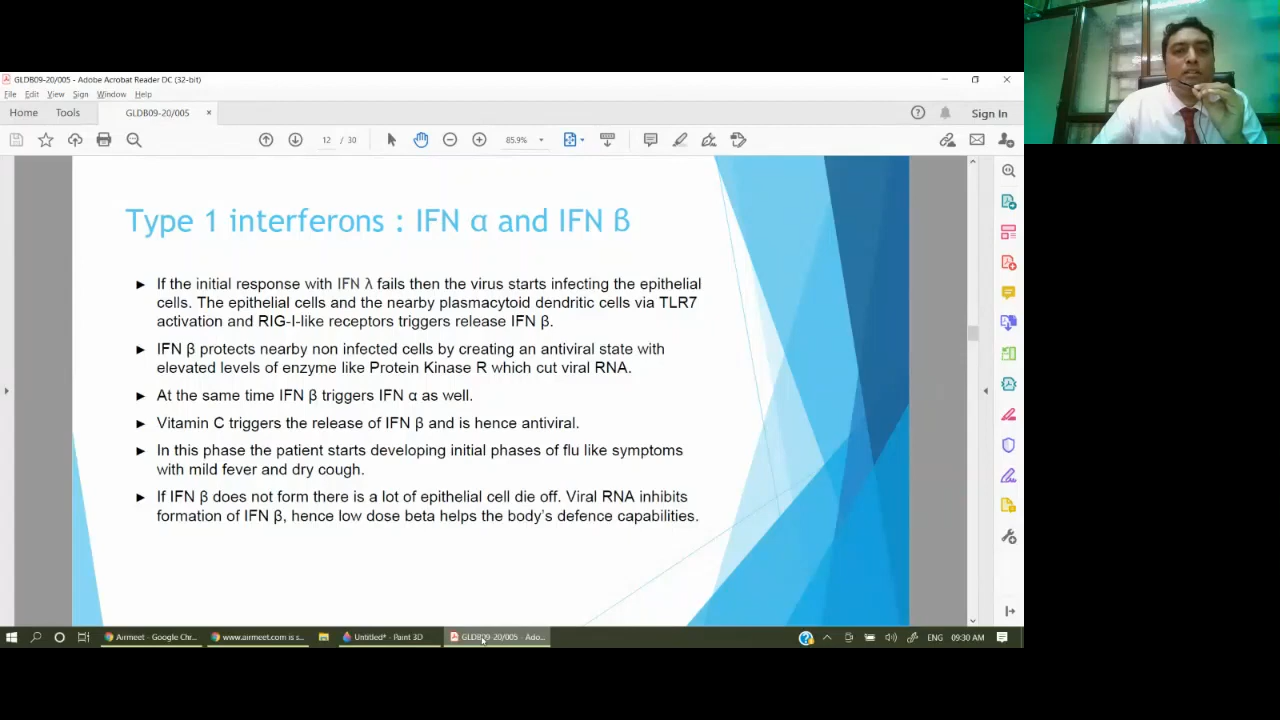 GLDB09-20/005 - Adobe Acrobat Reader DC (32-bit)
File Edit View Sign Window Help
Home Tools GLDB09-20/005 × Sign In
12 / 30 85.9%
Type 1 interferons : IFN α and IFN β
► If the initial response with IFN λ fails then the virus starts infecting the epithelial
cells. The epithelial cells and the nearby plasmacytoid dendritic cells via TLR7
activation and RIG-I-like receptors triggers release IFN β.
► IFN β protects nearby non infected cells by creating an antiviral state with
elevated levels of enzyme like Protein Kinase R which cut viral RNA.
► At the same time IFN β triggers IFN α as well.
► Vitamin C triggers the release of IFN β and is hence antiviral.
► In this phase the patient starts developing initial phases of flu like symptoms
with mild fever and dry cough.
► If IFN β does not form there is a lot of epithelial cell die off. Viral RNA inhibits
formation of IFN β, hence low dose beta helps the body's defence capabilities.
Airmeet - Google Chr... www.airmeet.com is s... Untitled* - Paint 3D GLDB09-20/005 - Ado... ENG 09:30 AM